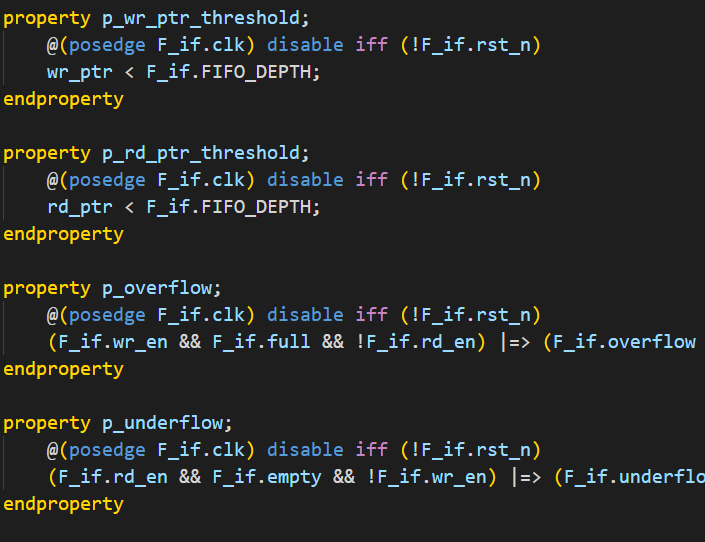 property p_wr_ptr_threshold;
@(posedge F_if.clk) disable iff (!F_if.rst_n)
wr_ptr < F_if.FIFO_DEPTH;
endproperty
property p_rd_ptr_threshold;
@(posedge F_if.clk) disable iff (!F_if.rst_n)
rd_ptr < F_if.FIFO_DEPTH;
endproperty
property p_overflow;
@(posedge F_if.clk) disable iff (!F_if.rst_n)
(F_if.wr_en && F_if.full && !F_if.rd_en) |=> (F_if.overflow
endproperty
property p_underflow;
@(posedge F_if.clk) disable iff (!F_if.rst_n)
(F_if.rd_en && F_if.empty && !F_if.wr_en) |=> (F_if.underflo
endproperty